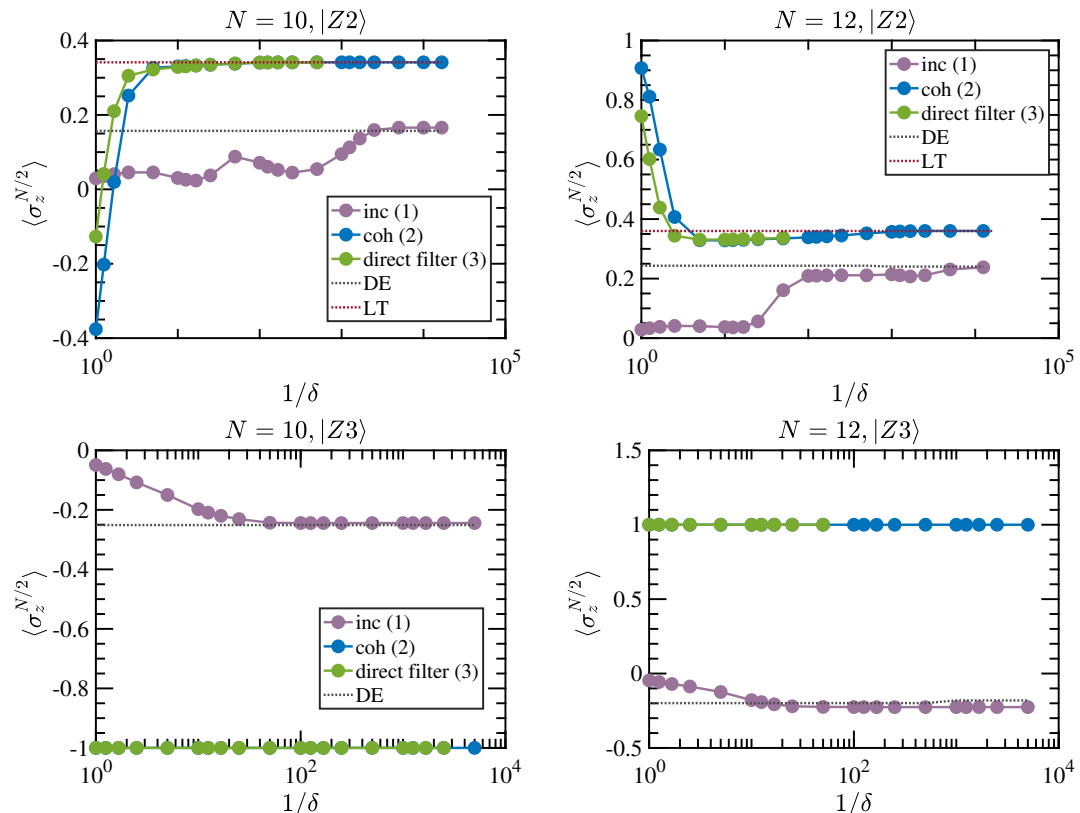 N = 10, |Z2⟩
0.4
0.2
0
-0.2
-0.4
⟨σ_z^{N/2}⟩
10^0
10^5
1/δ
inc (1)
coh (2)
direct filter (3)
DE
LT
N = 12, |Z2⟩
1
0.8
0.6
0.4
0.2
0
⟨σ_z^{N/2}⟩
10^0
10^5
1/δ
inc (1)
coh (2)
direct filter (3)
DE
LT
N = 10, |Z3⟩
0
-0.2
-0.4
-0.6
-0.8
-1
⟨σ_z^{N/2}⟩
10^0
10^2
10^4
1/δ
inc (1)
coh (2)
direct filter (3)
DE
N = 12, |Z3⟩
1.5
1
0.5
0
-0.5
⟨σ_z^{N/2}⟩
10^0
10^2
10^4
1/δ